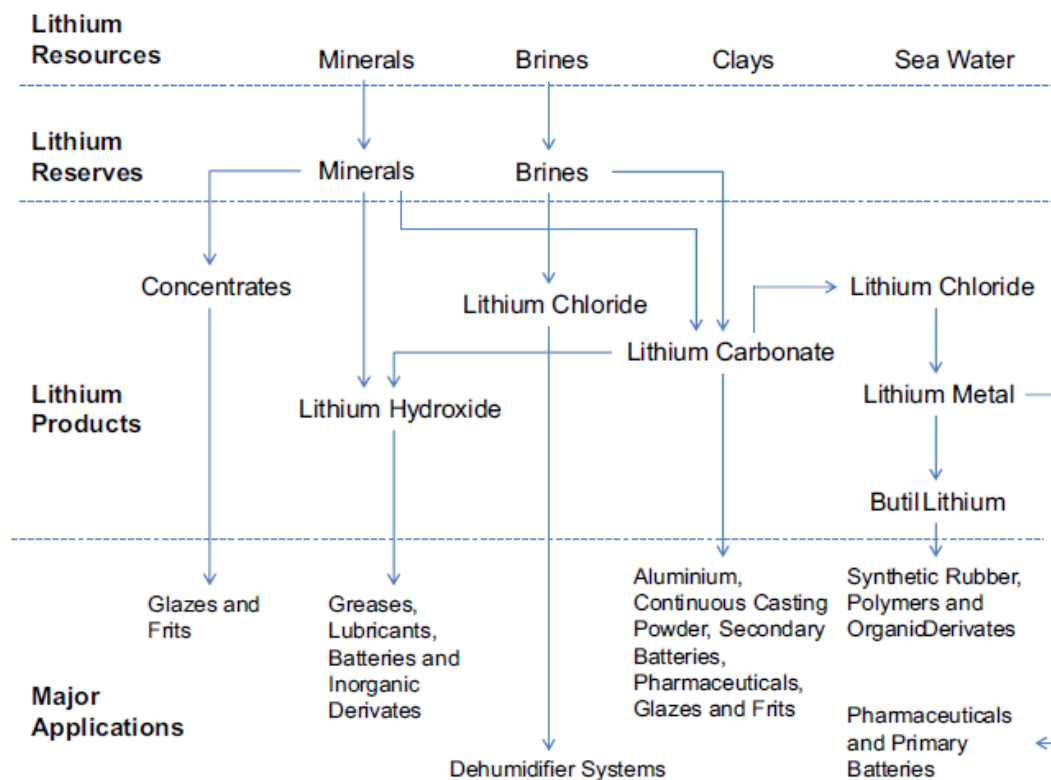 Lithium
Resources
Minerals
Brines
Clays
Sea Water
Lithium
Reserves
Minerals
Brines
Concentrates
Lithium Chloride
Lithium Chloride
Lithium Carbonate
Lithium
Products
Lithium Hydroxide
Lithium Metal
Butil Lithium
Glazes and
Frits
Greases,
Lubricants,
Batteries and
Inorganic
Derivates
Aluminium,
Continuous Casting
Powder, Secondary
Batteries,
Pharmaceuticals,
Glazes and Frits
Synthetic Rubber,
Polymers and
OrganicDerivates
Major
Applications
Pharmaceuticals
and Primary
Batteries
Dehumidifier Systems